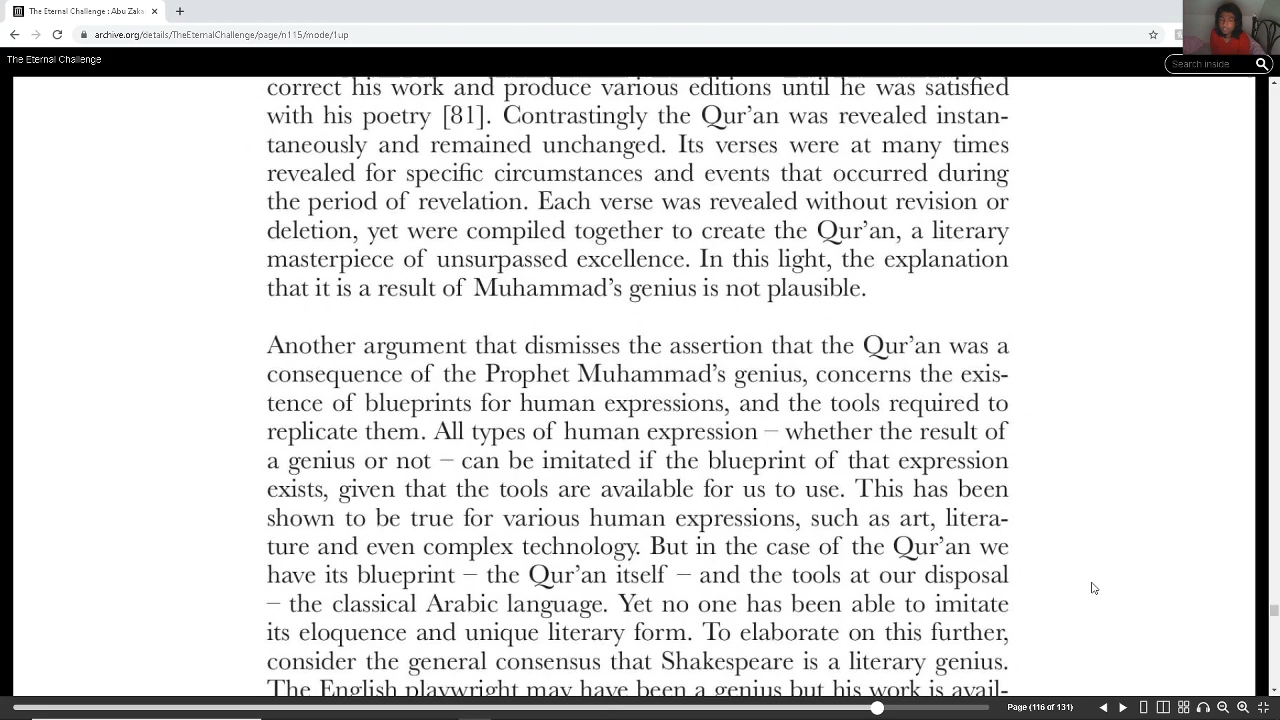 The Eternal Challenge : Abu Zaka
archive.org/details/TheEternalChallenge/page/n115/mode/1up
The Eternal Challenge
Search inside
correct his work and produce various editions until he was satisfied
with his poetry [81]. Contrastingly the Qur’an was revealed instan-
taneously and remained unchanged. Its verses were at many times
revealed for specific circumstances and events that occurred during
the period of revelation. Each verse was revealed without revision or
deletion, yet were compiled together to create the Qur’an, a literary
masterpiece of unsurpassed excellence. In this light, the explanation
that it is a result of Muhammad’s genius is not plausible.
Another argument that dismisses the assertion that the Qur’an was a
consequence of the Prophet Muhammad’s genius, concerns the exis-
tence of blueprints for human expressions, and the tools required to
replicate them. All types of human expression – whether the result of
a genius or not – can be imitated if the blueprint of that expression
exists, given that the tools are available for us to use. This has been
shown to be true for various human expressions, such as art, litera-
ture and even complex technology. But in the case of the Qur’an we
have its blueprint – the Qur’an itself – and the tools at our disposal
– the classical Arabic language. Yet no one has been able to imitate
its eloquence and unique literary form. To elaborate on this further,
consider the general consensus that Shakespeare is a literary genius.
The English playwright may have been a genius but his work is avail-
Page (116 of 131)